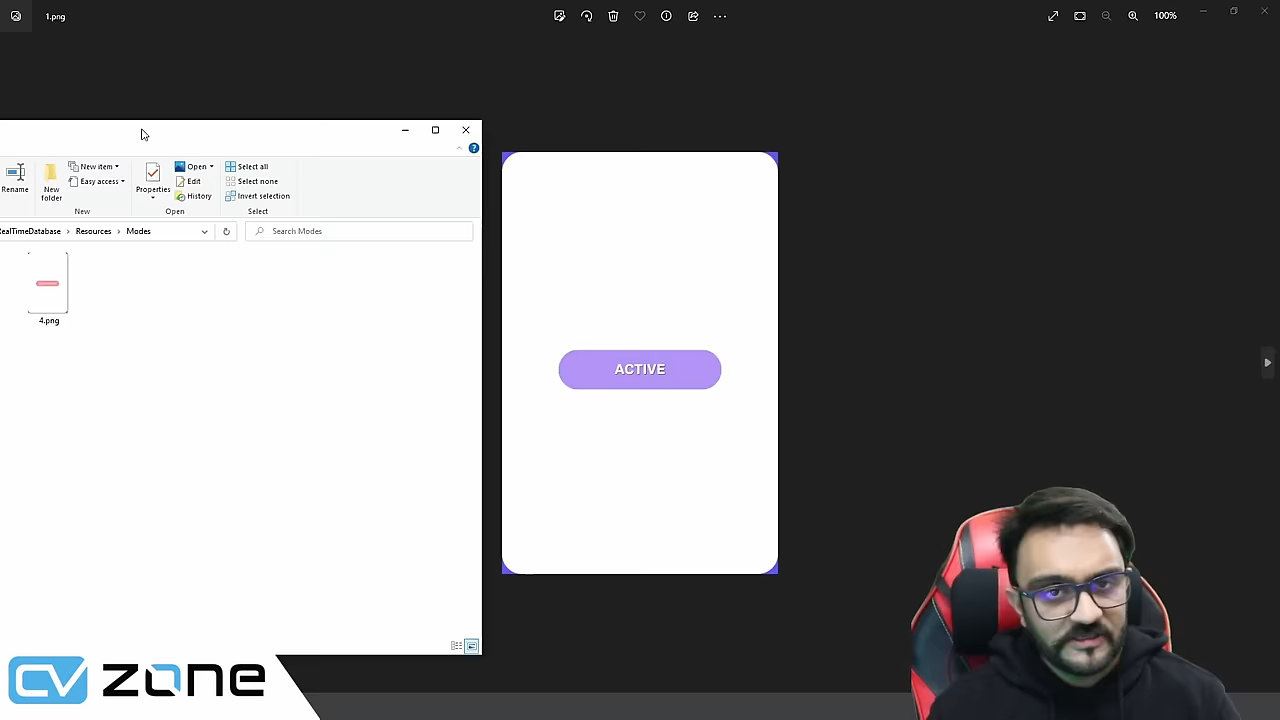 1.png
100%
Rename
New
folder
New item
Easy access
New
Properties
Open
Edit
History
Open
Select all
Select none
Invert selection
Select
RealTimeDatabase > Resources > Modes
Search Modes
4.png
ACTIVE
CV ZONE